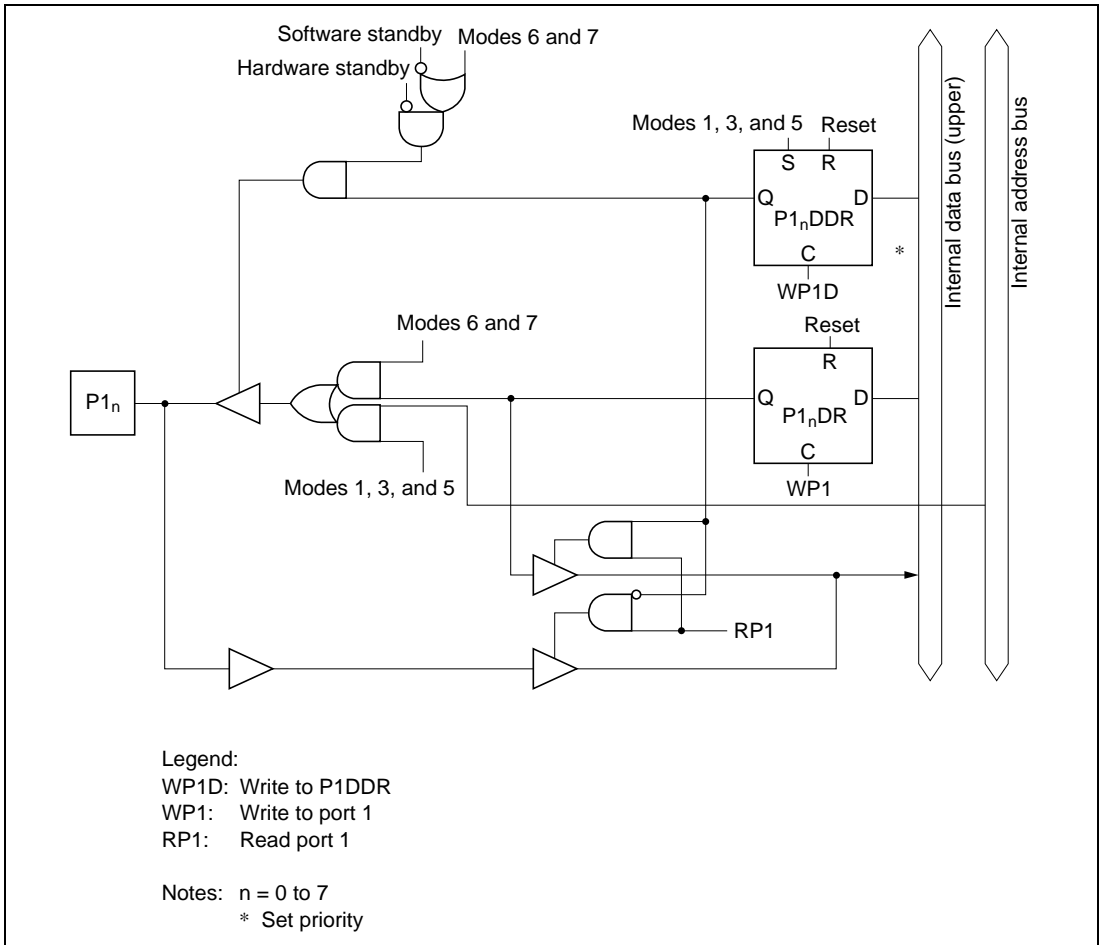 Software standby
Modes 6 and 7
Hardware standby
Modes 1, 3, and 5
Reset
S
R
Q
D
P1nDDR
C
*
WP1D
Internal data bus (upper)
Internal address bus
Modes 6 and 7
Reset
R
P1n
Q
D
P1nDR
C
WP1
Modes 1, 3, and 5
RP1
Legend:
WP1D: Write to P1DDR
WP1: Write to port 1
RP1: Read port 1
Notes: n = 0 to 7
* Set priority